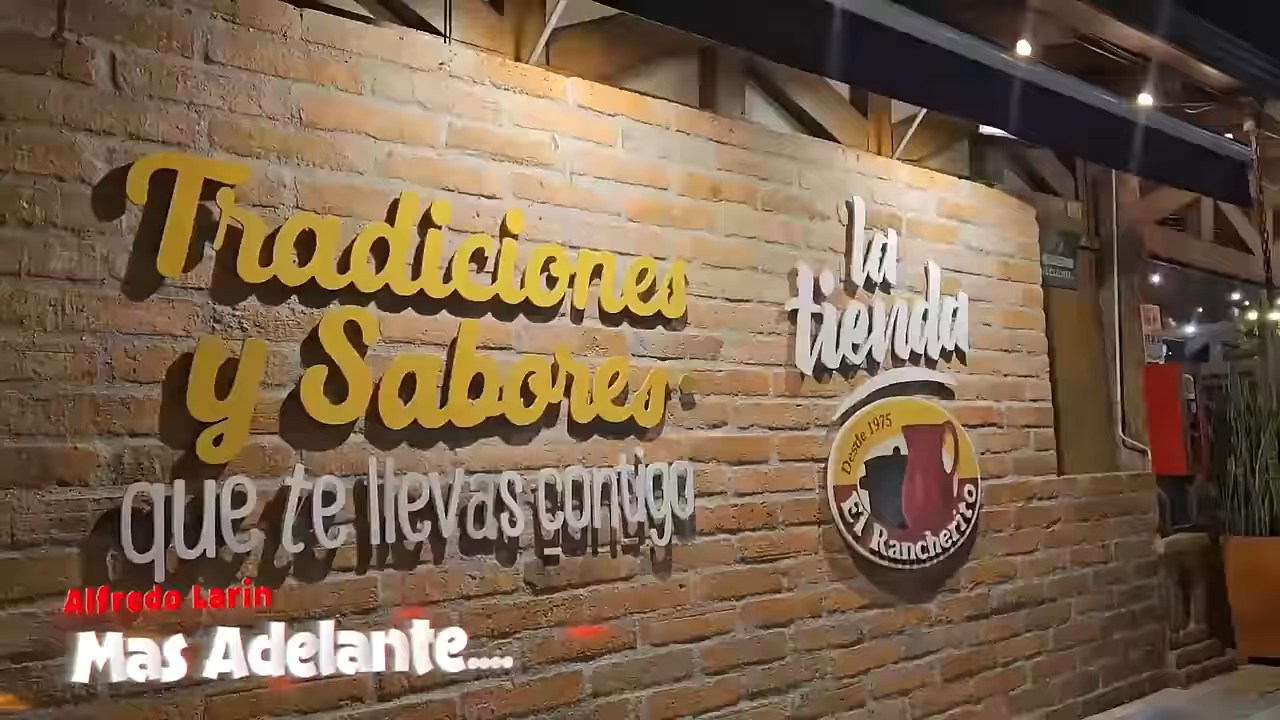 Tradiciones
y Sabores
que te llevas contigo
la
tienda
Desde 1975
El Rancherito
Alfredo Larin
Mas Adelante....